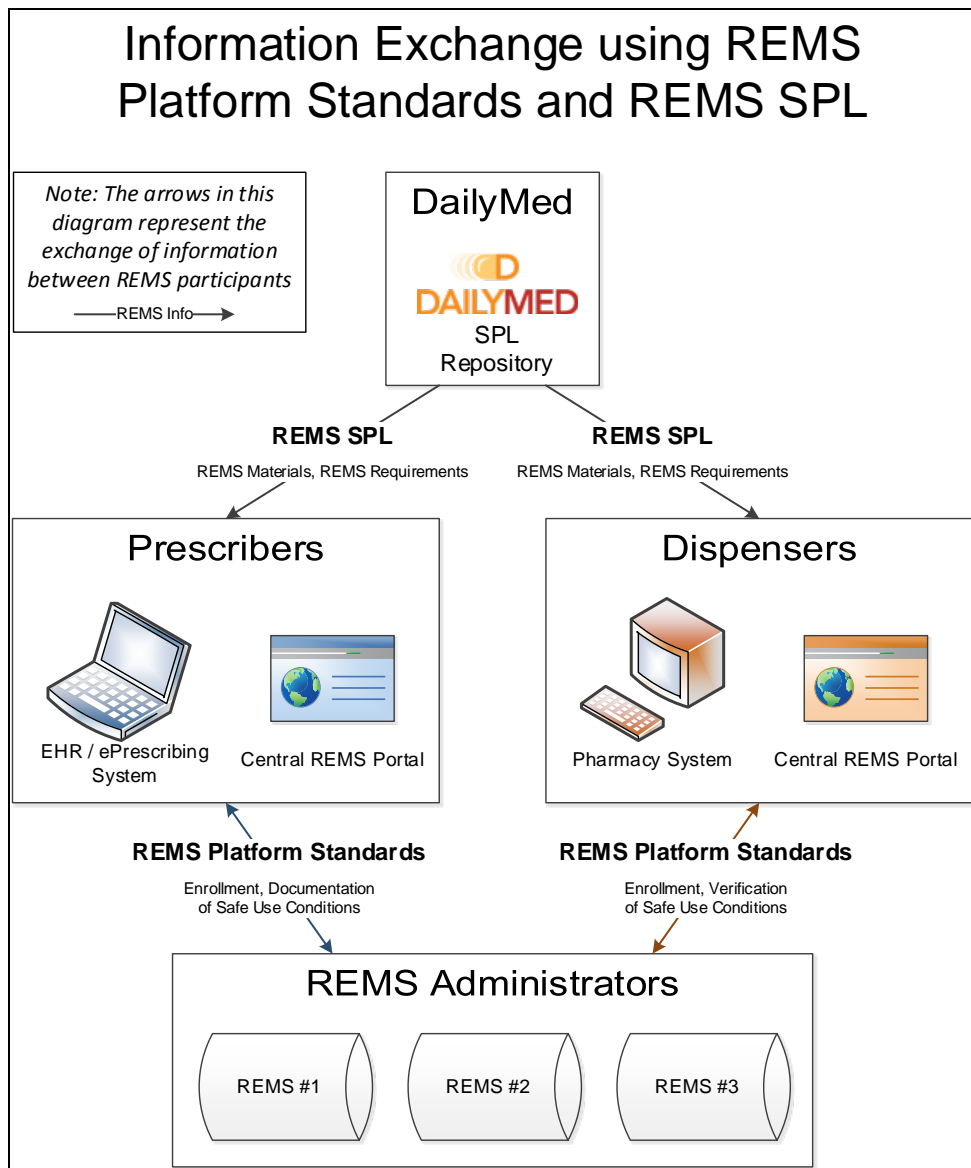 Information Exchange using REMS
Platform Standards and REMS SPL
Note: The arrows in this
diagram represent the
exchange of information
between REMS participants
REMS Info
DailyMed
D
DAILYMED
SPL
Repository
REMS SPL
REMS Materials, REMS Requirements
REMS SPL
REMS Materials, REMS Requirements
Prescribers
EHR / ePrescribing
System
Central REMS Portal
Dispensers
Pharmacy System
Central REMS Portal
REMS Platform Standards
Enrollment, Documentation
of Safe Use Conditions
REMS Platform Standards
Enrollment, Verification
of Safe Use Conditions
REMS Administrators
REMS #1
REMS #2
REMS #3